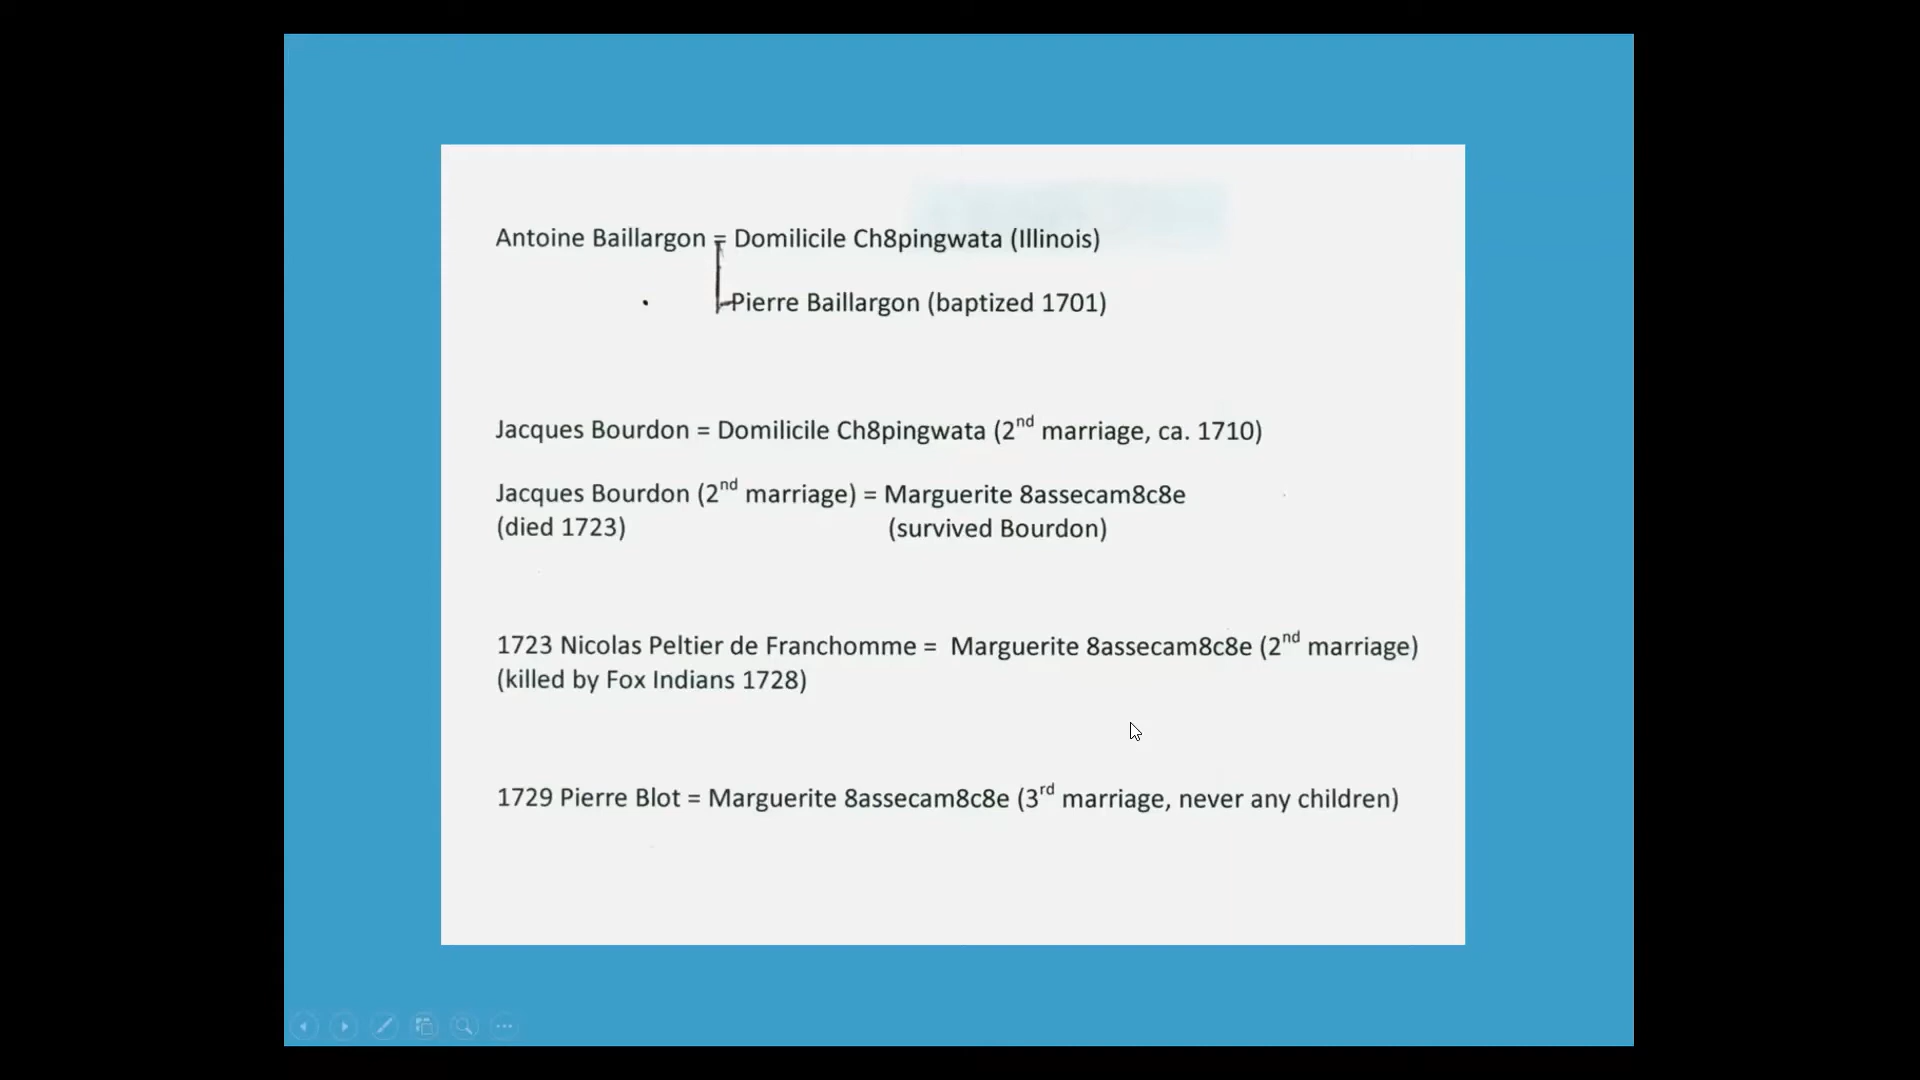 Antoine Baillargon = Domilicile Ch8pingwata (Illinois)
Pierre Baillargon (baptized 1701)
Jacques Bourdon = Domilicile Ch8pingwata (2nd marriage, ca. 1710)
Jacques Bourdon (2nd marriage) = Marguerite 8assecam8c8e
(died 1723) (survived Bourdon)
1723 Nicolas Peltier de Franchomme = Marguerite 8assecam8c8e (2nd marriage)
(killed by Fox Indians 1728)
1729 Pierre Blot = Marguerite 8assecam8c8e (3rd marriage, never any children)